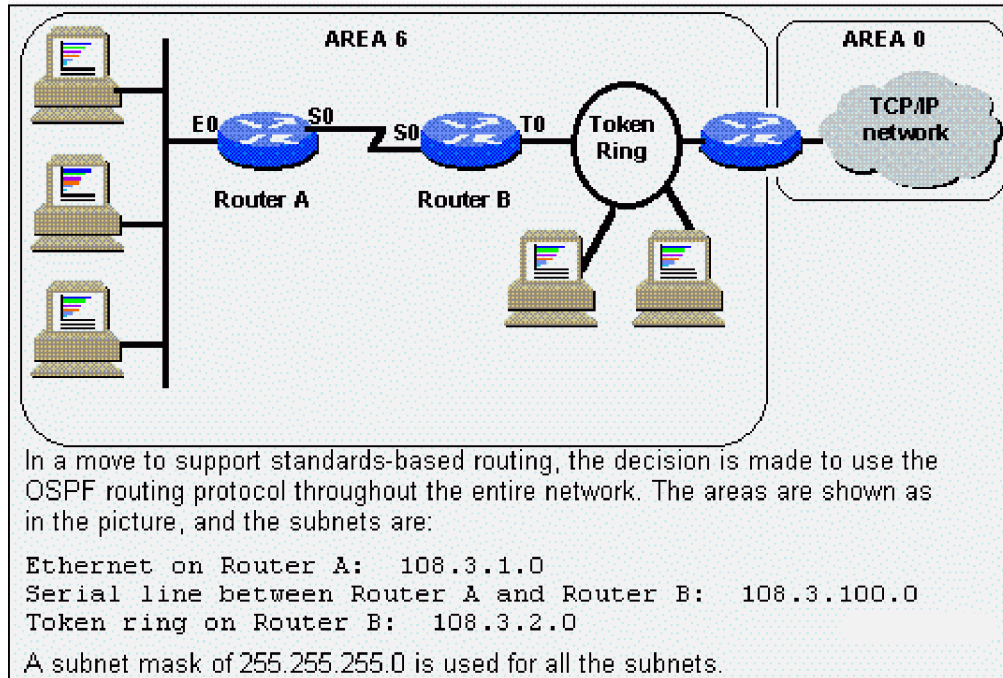 AREA 6
AREA 0
E0
S0
S0
T0
Token
Ring
TCP/IP
network
Router A
Router B
In a move to support standards-based routing, the decision is made to use the
OSPF routing protocol throughout the entire network. The areas are shown as
in the picture, and the subnets are:
Ethernet on Router A: 108.3.1.0
Serial line between Router A and Router B: 108.3.100.0
Token ring on Router B: 108.3.2.0
A subnet mask of 255.255.255.0 is used for all the subnets.